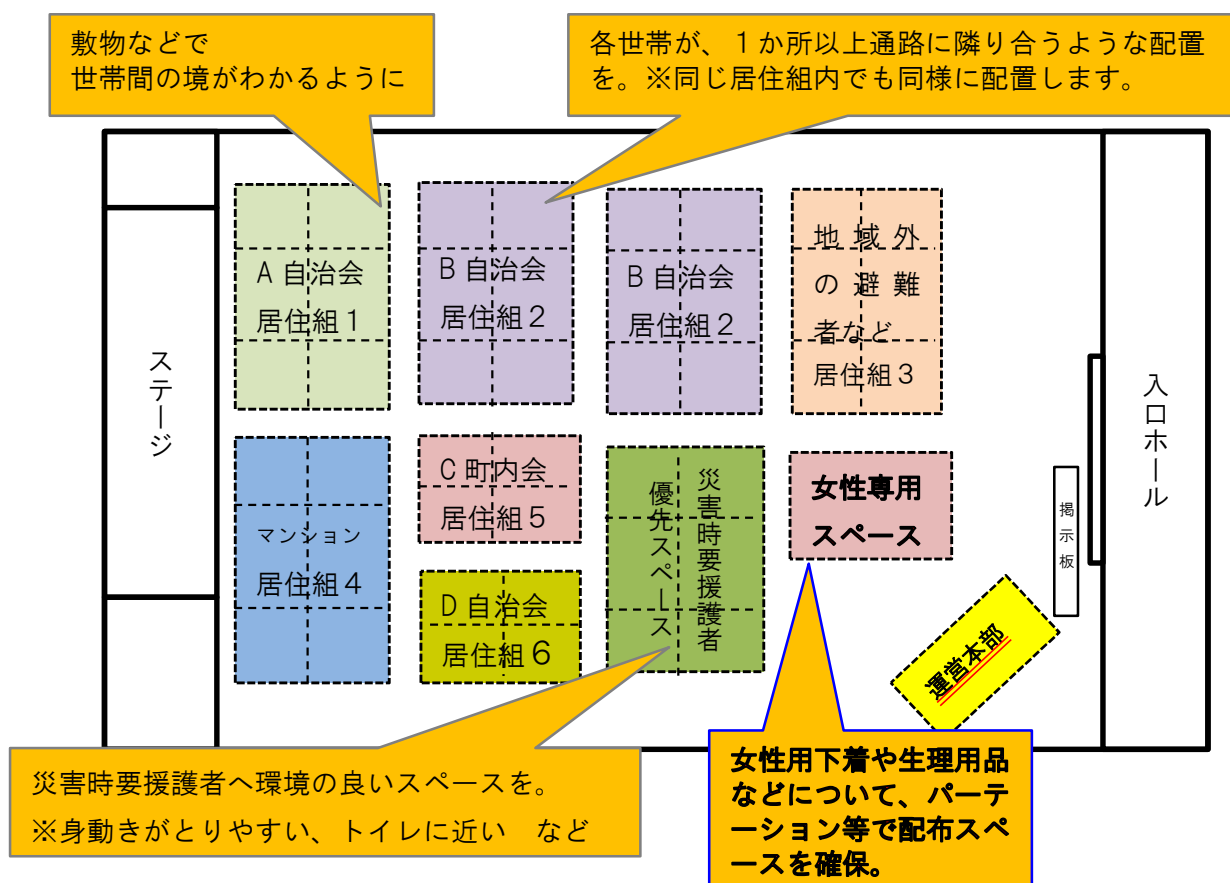 敷物などで
世帯間の境がわかるように
各世帯が、１か所以上通路に隣り合うような配置
を。※同じ居住組内でも同様に配置します。
ステージ
A 自治会
居住組１
B 自治会
居住組２
B 自治会
居住組２
地域外
の避難
者など
居住組３
入口ホール
マンション
居住組４
C 町内会
居住組５
D 自治会
居住組６
災害時要援護者
優先スペース
女性専用
スペース
掲示板
運営本部
災害時要援護者へ環境の良いスペースを。
※身動きがとりやすい、トイレに近い　など
女性用下着や生理用品
などについて、パーテ
ーション等で配布スペ
ースを確保。